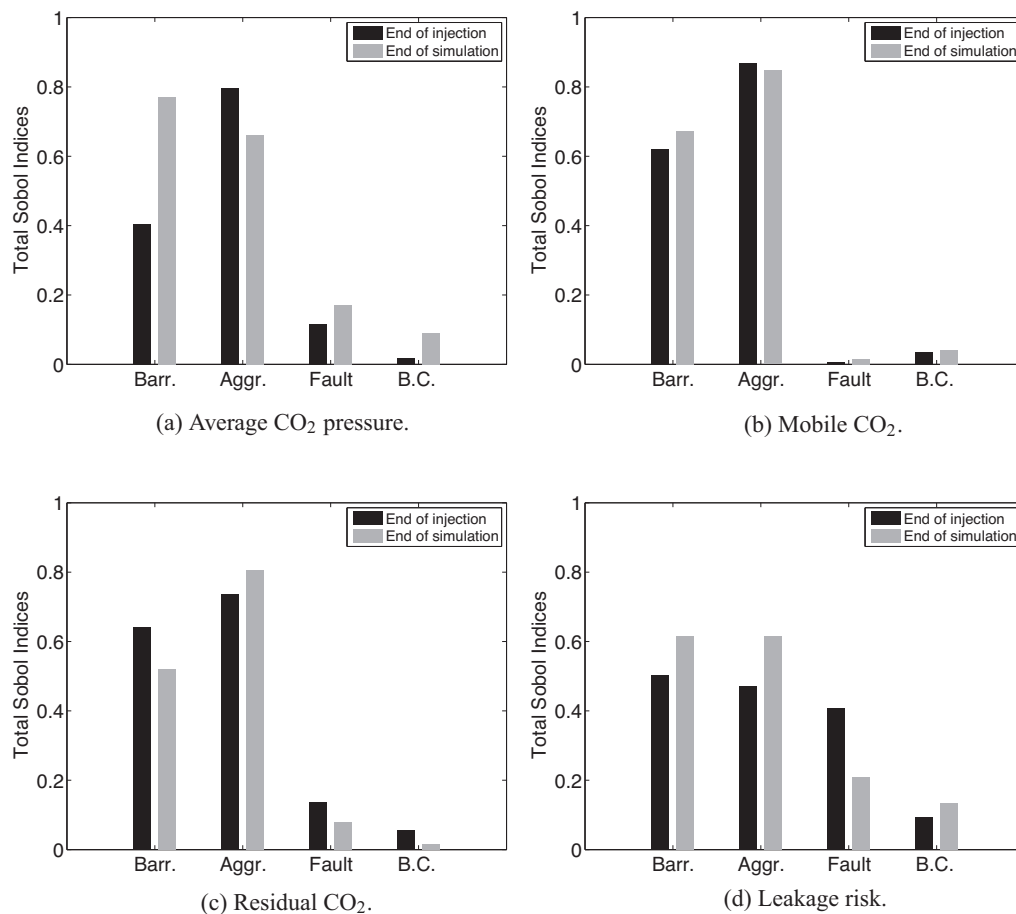 1
0.8
0.6
0.4
0.2
0
Total Sobol Indices
End of injection
End of simulation
Barr. Aggr. Fault B.C.
(a) Average CO₂ pressure.
1
0.8
0.6
0.4
0.2
0
Total Sobol Indices
End of injection
End of simulation
Barr. Aggr. Fault B.C.
(b) Mobile CO₂.
1
0.8
0.6
0.4
0.2
0
Total Sobol Indices
End of injection
End of simulation
Barr. Aggr. Fault B.C.
(c) Residual CO₂.
1
0.8
0.6
0.4
0.2
0
Total Sobol Indices
End of injection
End of simulation
Barr. Aggr. Fault B.C.
(d) Leakage risk.